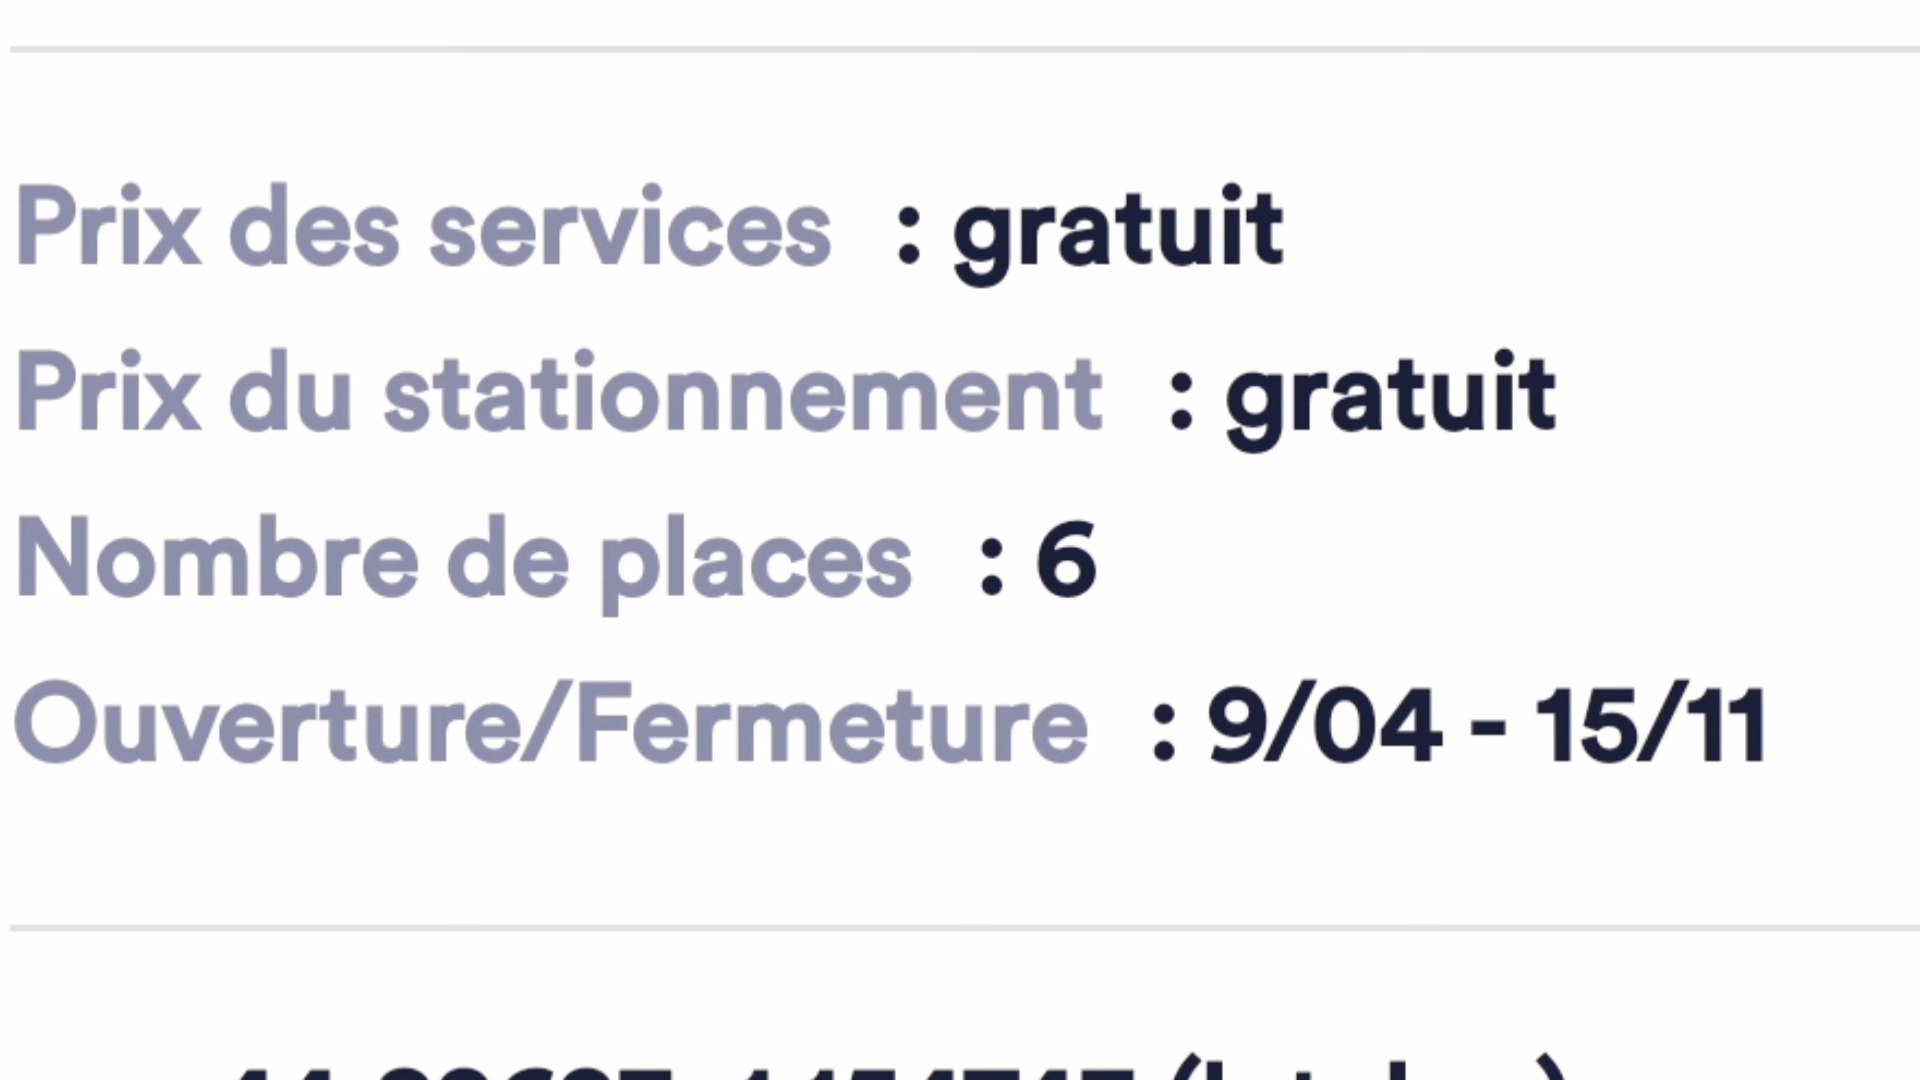 Prix des services : gratuit
Prix du stationnement : gratuit
Nombre de places : 6
Ouverture/Fermeture : 9/04 - 15/11